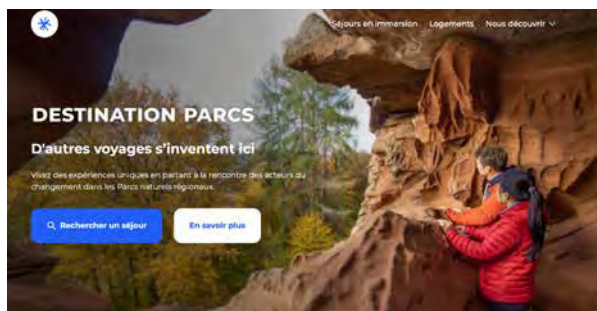 Séjours en immersion Logements Nous découvrir
DESTINATION PARCS
D'autres voyages s'inventent ici
Vivez des expériences uniques en partant à la rencontre des acteurs du
changement dans les Parcs naturels régionaux.
Rechercher un séjour En savoir plus